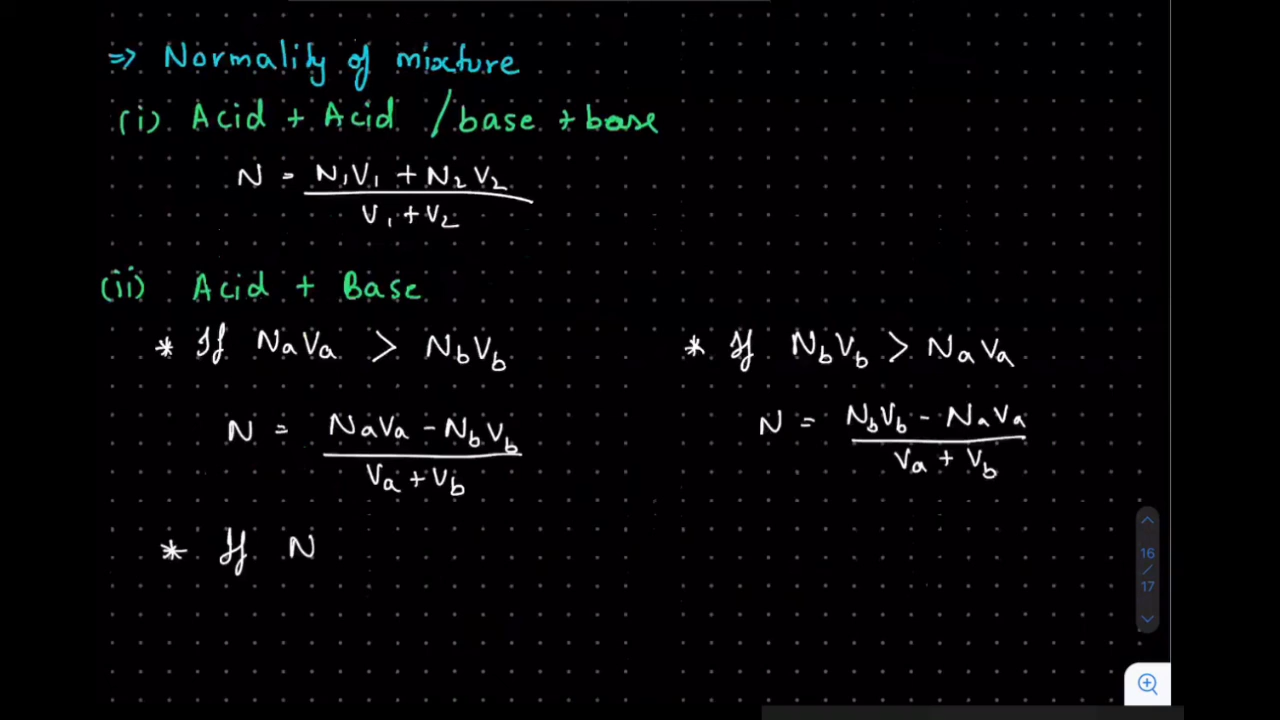 ⇒ Normality of mixture
(i) Acid + Acid / base + base
N = N₁V₁ + N₂V₂
V₁ + V₂
(ii) Acid + Base
* If NaVa > NbVb
* If NbVb > NaVa
N = NaVa - NbVb
Va + Vb
N = NbVb - NaVa
Va + Vb
* If N
16
/
17